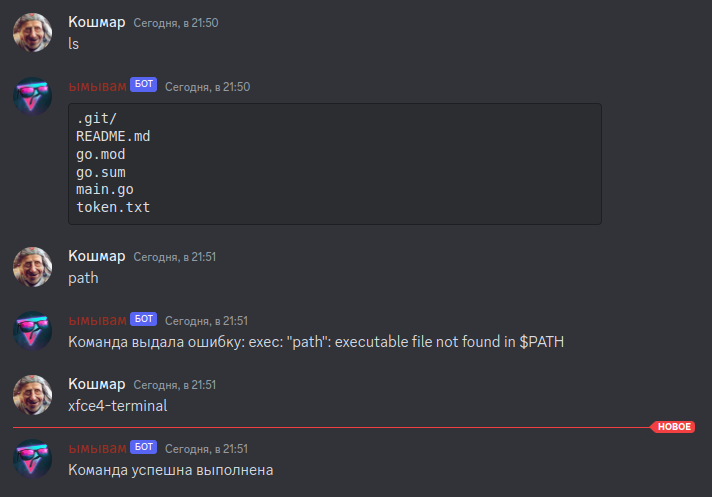 Кошмар Сегодня, в 21:50
ls
ымывам БОТ Сегодня, в 21:50
.git/
README.md
go.mod
go.sum
main.go
token.txt
Кошмар Сегодня, в 21:51
path
ымывам БОТ Сегодня, в 21:51
Команда выдала ошибку: exec: "path": executable file not found in $PATH
Кошмар Сегодня, в 21:51
xfce4-terminal
НОВОЕ
ымывам БОТ Сегодня, в 21:51
Команда успешна выполнена